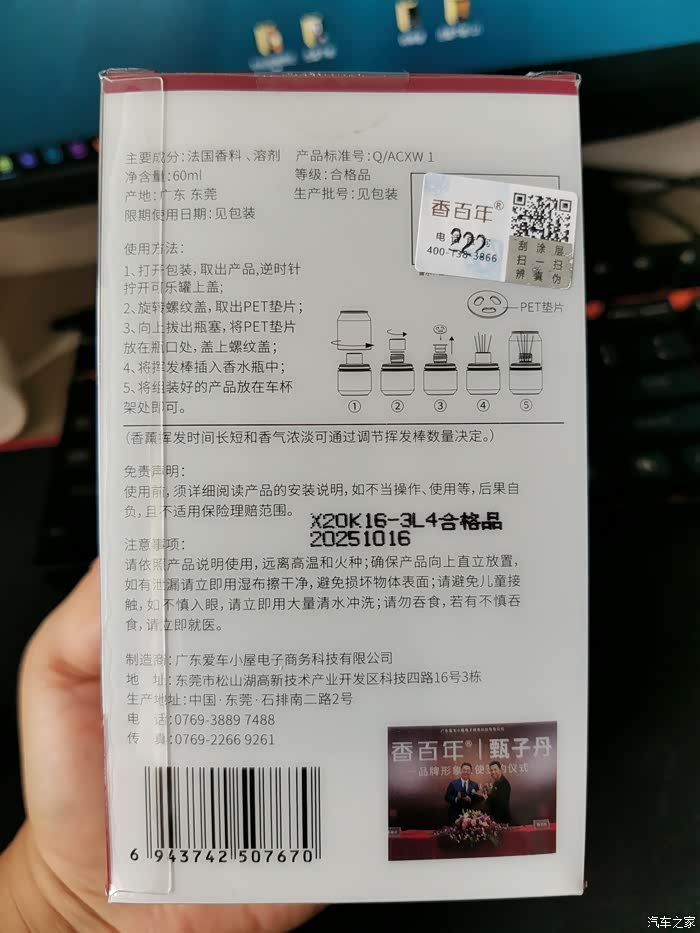 主要成分:法国香料、溶剂
产品标准号:Q/ACXW 1
净含量:60ml
等级:合格品
产地:广东 东莞
生产批号:见包装
限期使用日期:见包装
香百年®
400-738-3866
刮涂层
扫一扫
辨真伪
使用方法:
1、打开包装,取出产品,逆时针
拧开可乐罐上盖;
2、旋转螺纹盖,取出PET垫片;
3、向上拔出瓶塞,将PET垫片
放在瓶口处,盖上螺纹盖;
4、将挥发棒插入香水瓶中;
5、将组装好的产品放在车杯
架处即可。
PET垫片
① ② ③ ④ ⑤
(香薰挥发时间长短和香气浓淡可通过调节挥发棒数量决定。)
免责声明:
使用前,须详细阅读产品的安装说明,如不当操作、使用等,后果自
负,且不适用保险理赔范围。
X20K16-3L4合格品
20251016
注意事项:
请依照产品说明使用,远离高温和火种;确保产品向上直立放置,
如有泄漏请立即用湿布擦干净,避免损坏物体表面;请避免儿童接
触,如不慎入眼,请立即用大量清水冲洗;请勿吞食,若有不慎吞
食,请立即就医。
制造商:广东爱车小屋电子商务科技有限公司
地 址:东莞市松山湖高新技术产业开发区科技四路16号3栋
生产地址:中国·东莞·石排南二路2号
电 话:0769-3889 7488
传 真:0769-2266 9261
香百年®|甄子丹
品牌形象大使签约仪式
6 943742 507670
汽车之家